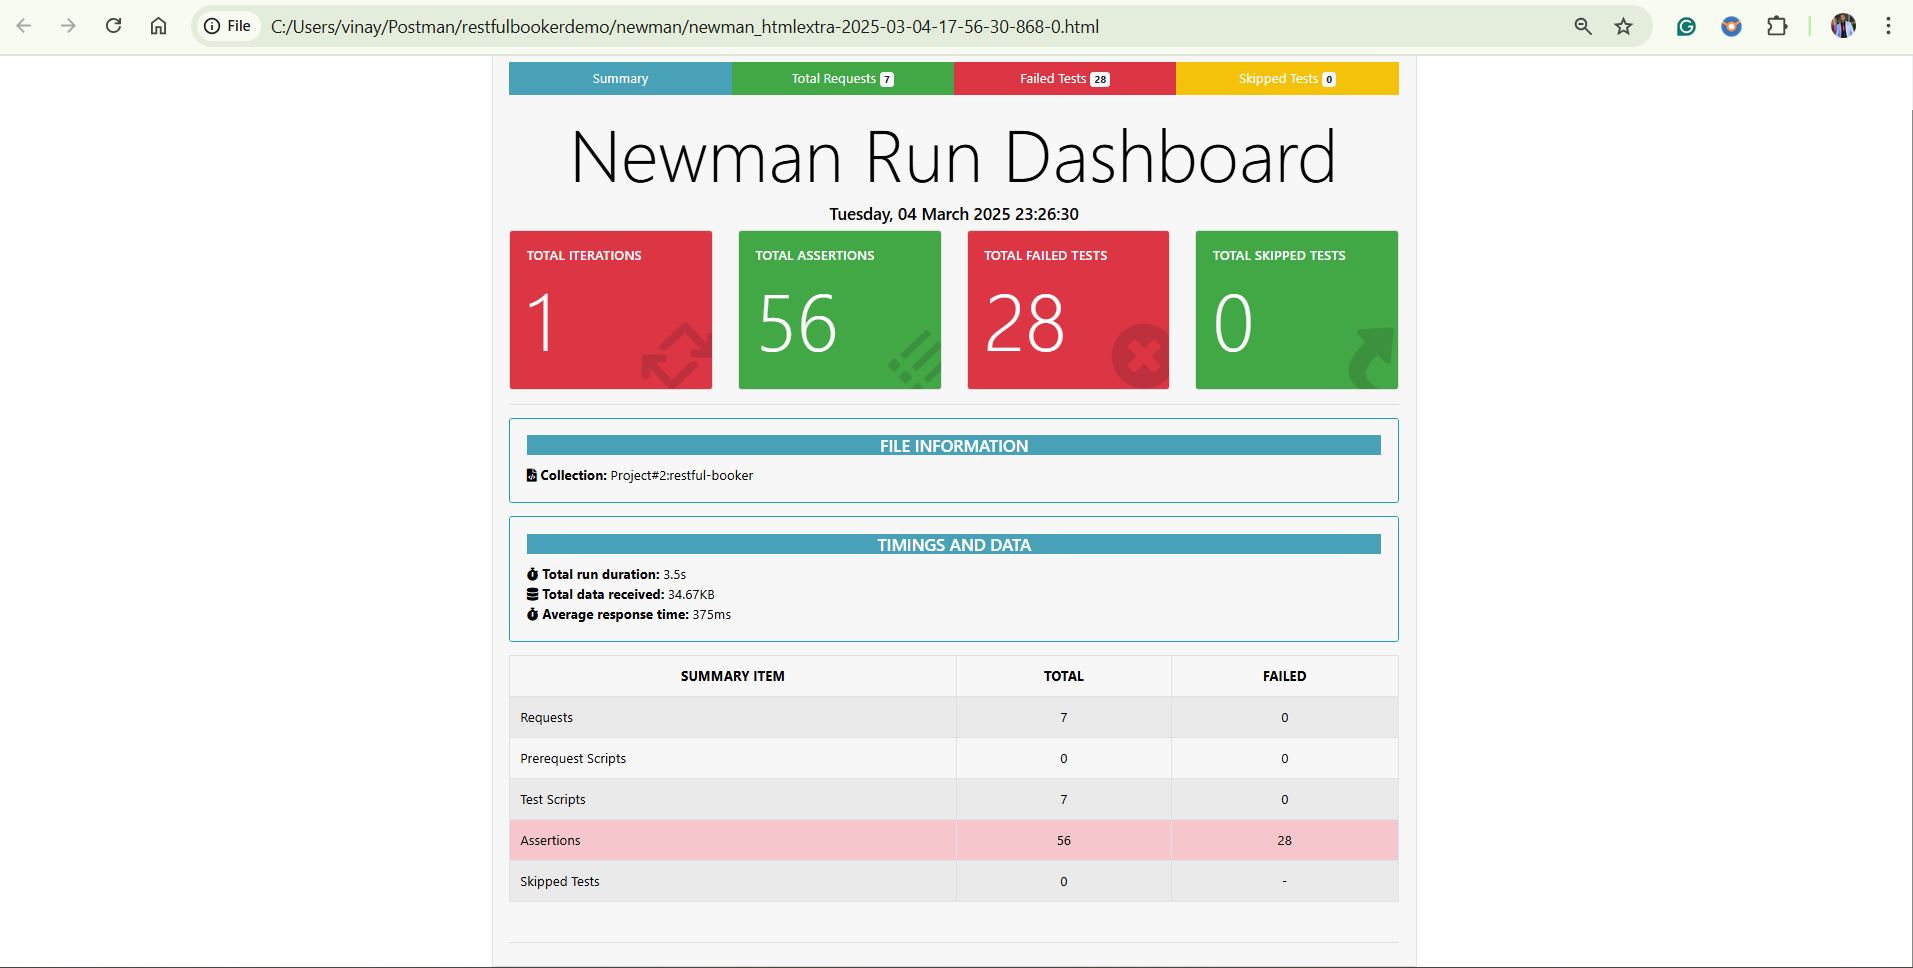 File C:/Users/vinay/Postman/restfulbookerdemo/newman/newman_htmlextra-2025-03-04-17-56-30-868-0.html
Summary Total Requests 7 Failed Tests 28 Skipped Tests 0
Newman Run Dashboard
Tuesday, 04 March 2025 23:26:30
TOTAL ITERATIONS TOTAL ASSERTIONS TOTAL FAILED TESTS TOTAL SKIPPED TESTS
1 56 28 0
FILE INFORMATION
Collection: Project#2:restful-booker
TIMINGS AND DATA
Total run duration: 3.5s
Total data received: 34.67KB
Average response time: 375ms
SUMMARY ITEM TOTAL FAILED
Requests 7 0
Prerequest Scripts 0 0
Test Scripts 7 0
Assertions 56 28
Skipped Tests 0 -